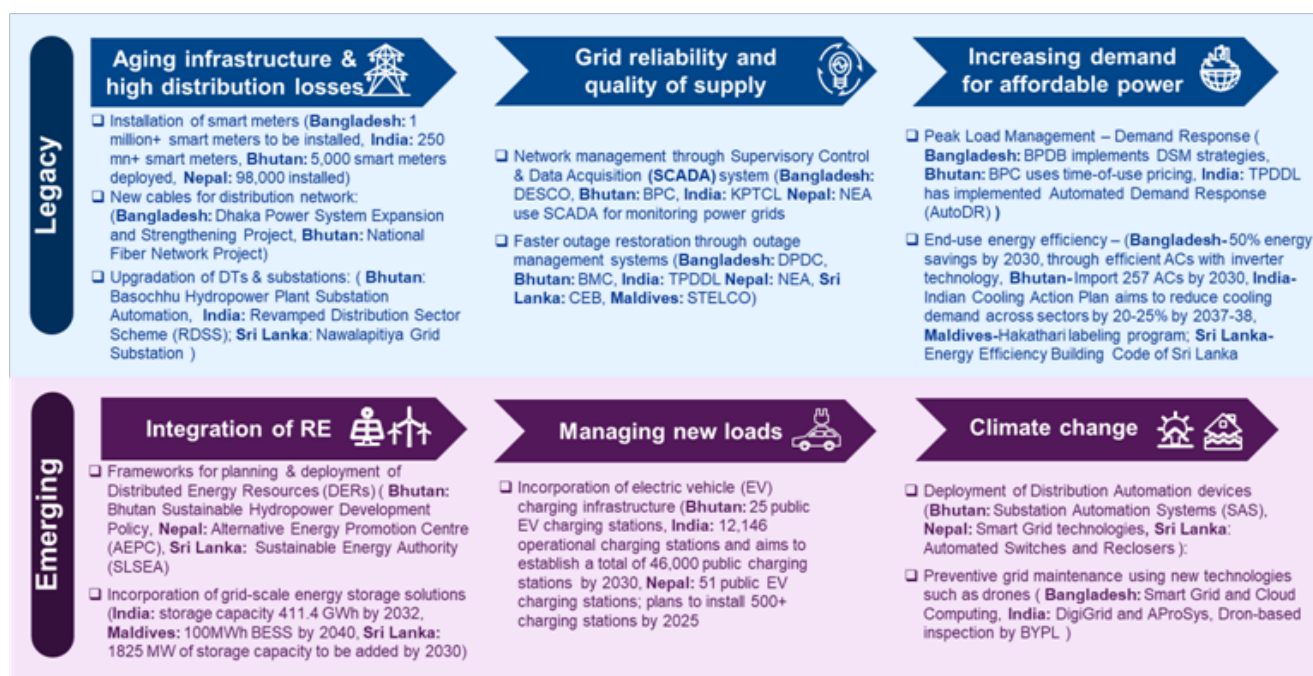 Legacy
Aging infrastructure &
high distribution losses
❑ Installation of smart meters (Bangladesh: 1
million+ smart meters to be installed, India: 250
mn+ smart meters, Bhutan: 5,000 smart meters
deployed, Nepal: 98,000 installed)
❑ New cables for distribution network:
(Bangladesh: Dhaka Power System Expansion
and Strengthening Project, Bhutan: National
Fiber Network Project)
❑ Upgradation of DTs & substations: ( Bhutan:
Basochhu Hydropower Plant Substation
Automation, India: Revamped Distribution Sector
Scheme (RDSS); Sri Lanka: Nawalapitiya Grid
Substation )
Grid reliability and
quality of supply
❑ Network management through Supervisory Control
& Data Acquisition (SCADA) system (Bangladesh:
DESCO, Bhutan: BPC, India: KPTCL Nepal: NEA
use SCADA for monitoring power grids
❑ Faster outage restoration through outage
management systems (Bangladesh: DPDC,
Bhutan: BMC, India: TPDDL Nepal: NEA, Sri
Lanka: CEB, Maldives: STELCO)
Increasing demand
for affordable power
❑ Peak Load Management – Demand Response (
Bangladesh: BPDB implements DSM strategies,
Bhutan: BPC uses time-of-use pricing, India: TPDDL
has implemented Automated Demand Response
(AutoDR) )
❑ End-use energy efficiency – (Bangladesh- 50% energy
savings by 2030, through efficient ACs with inverter
technology, Bhutan- Import 257 ACs by 2030, India-
Indian Cooling Action Plan aims to reduce cooling
demand across sectors by 20-25% by 2037-38,
Maldives- Hakathari labeling program; Sri Lanka-
Energy Efficiency Building Code of Sri Lanka
Emerging
Integration of RE
❑ Frameworks for planning & deployment of
Distributed Energy Resources (DERs) ( Bhutan:
Bhutan Sustainable Hydropower Development
Policy, Nepal: Alternative Energy Promotion Centre
(AEPC), Sri Lanka: Sustainable Energy Authority
(SLSEA)
❑ Incorporation of grid-scale energy storage solutions
(India: storage capacity 411.4 GWh by 2032,
Maldives: 100MWh BESS by 2040, Sri Lanka:
1825 MW of storage capacity to be added by 2030)
Managing new loads
❑ Incorporation of electric vehicle (EV)
charging infrastructure (Bhutan: 25 public
EV charging stations, India: 12,146
operational charging stations and aims to
establish a total of 46,000 public charging
stations by 2030, Nepal: 51 public EV
charging stations; plans to install 500+
charging stations by 2025
Climate change
❑ Deployment of Distribution Automation devices
(Bhutan: Substation Automation Systems (SAS),
Nepal: Smart Grid technologies, Sri Lanka:
Automated Switches and Reclosers ):
❑ Preventive grid maintenance using new technologies
such as drones ( Bangladesh: Smart Grid and Cloud
Computing, India: DigiGrid and AProSys, Dron-based
inspection by BYPL )